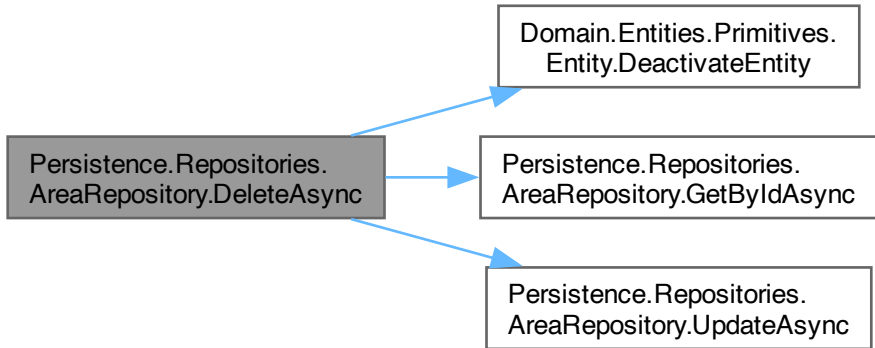 Domain.Entities.Primitives.
Entity.DeactivateEntity
Persistence.Repositories.
AreaRepository.DeleteAsync
Persistence.Repositories.
AreaRepository.GetByIdAsync
Persistence.Repositories.
AreaRepository.UpdateAsync